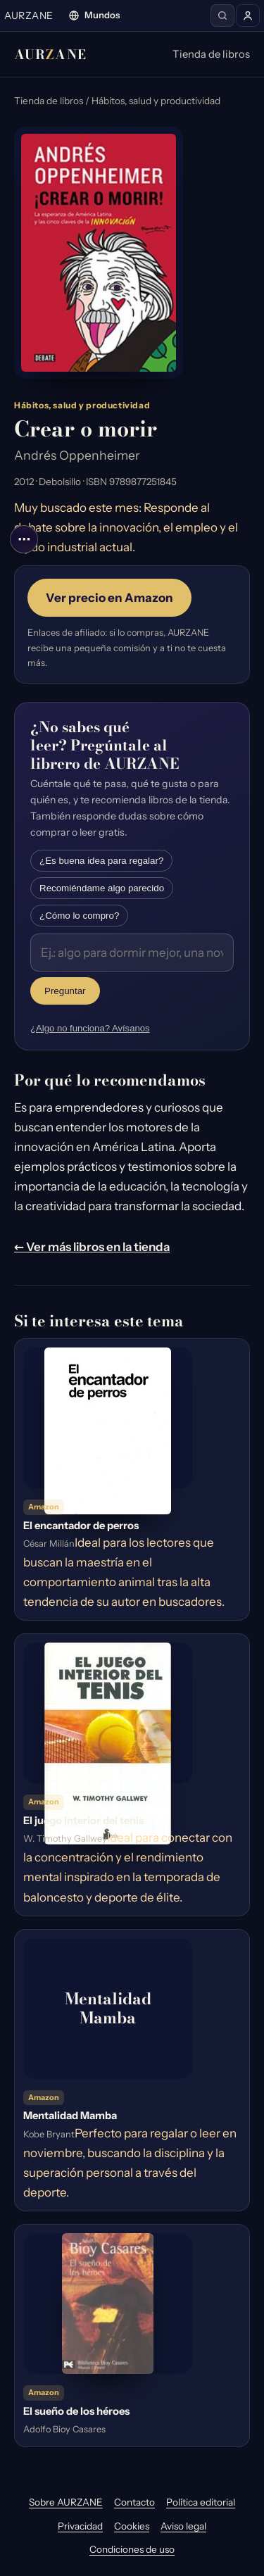 AURZANE
Mundos
AURZANE
Tienda de libros
Tienda de libros / Hábitos, salud y productividad
ANDRÉS
OPPENHEIMER
¡CREAR O MORIR!
La esperanza de América Latina
y las cinco claves de la INNOVACIÓN
DEBATE
Hábitos, salud y productividad
Crear o morir
Andrés Oppenheimer
2012 · Debolsillo · ISBN 9789877251845
Muy buscado este mes: Responde al
debate sobre la innovación, el empleo y el
industrial actual.
Ver precio en Amazon
Enlaces de afiliado: si lo compras, AURZANE
recibe una pequeña comisión y a ti no te cuesta
más.
¿No sabes qué
leer? Pregúntale al
librero de AURZANE
Cuéntale qué te pasa, qué te gusta o para
quién es, y te recomienda libros de la tienda.
También responde dudas sobre cómo
comprar o leer gratis.
¿Es buena idea para regalar?
Recomiéndame algo parecido
¿Cómo lo compro?
Ej.: algo para dormir mejor, una nov
Preguntar
¿Algo no funciona? Avísanos
Por qué lo recomendamos
Es para emprendedores y curiosos que
buscan entender los motores de la
innovación en América Latina. Aporta
ejemplos prácticos y testimonios sobre la
importancia de la educación, la tecnología y
la creatividad para transformar la sociedad.
← Ver más libros en la tienda
Si te interesa este tema
El
encantador
de perros
Amazon
El encantador de perros
César MillánIdeal para los lectores que
buscan la maestría en el
comportamiento animal tras la alta
tendencia de su autor en buscadores.
EL JUEGO
INTERIOR DEL
TENIS
W. TIMOTHY GALLWEY
Amazon
El juego interior del tenis
W. Timothy Gallwey Ideal para conectar con
la concentración y el rendimiento
mental inspirado en la temporada de
baloncesto y deporte de élite.
Mentalidad
Mamba
Amazon
Mentalidad Mamba
Kobe BryantPerfecto para regalar o leer en
noviembre, buscando la disciplina y la
superación personal a través del
deporte.
Bioy Casares
El sueño de
los héroes
Amazon
El sueño de los héroes
Adolfo Bioy Casares
Sobre AURZANE
Contacto
Política editorial
Privacidad
Cookies
Aviso legal
Condiciones de uso